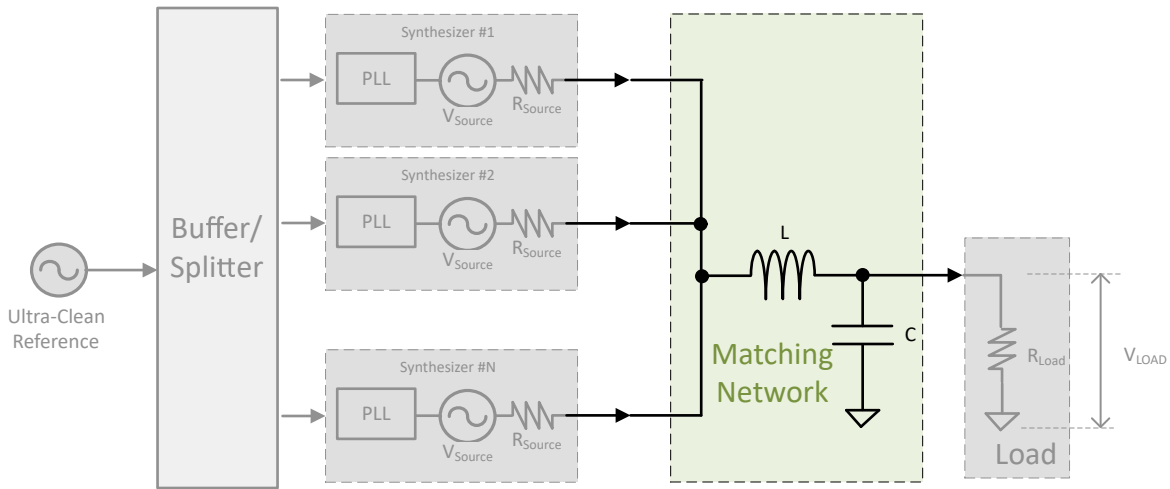 Ultra-Clean
Reference
Buffer/
Splitter
Synthesizer #1
PLL
VSource
RSource
Synthesizer #2
PLL
VSource
RSource
Synthesizer #N
PLL
VSource
RSource
L
C
Matching
Network
RLoad
Load
VLOAD